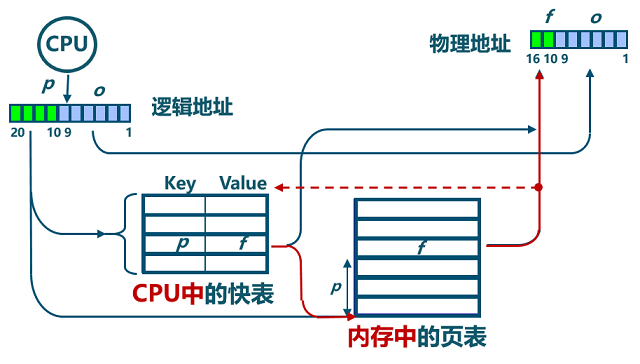 CPU
p o
逻辑地址
20 10 9 1
f o
物理地址
16 10 9 1
Key Value
p f
CPU中的快表
f
p
内存中的页表